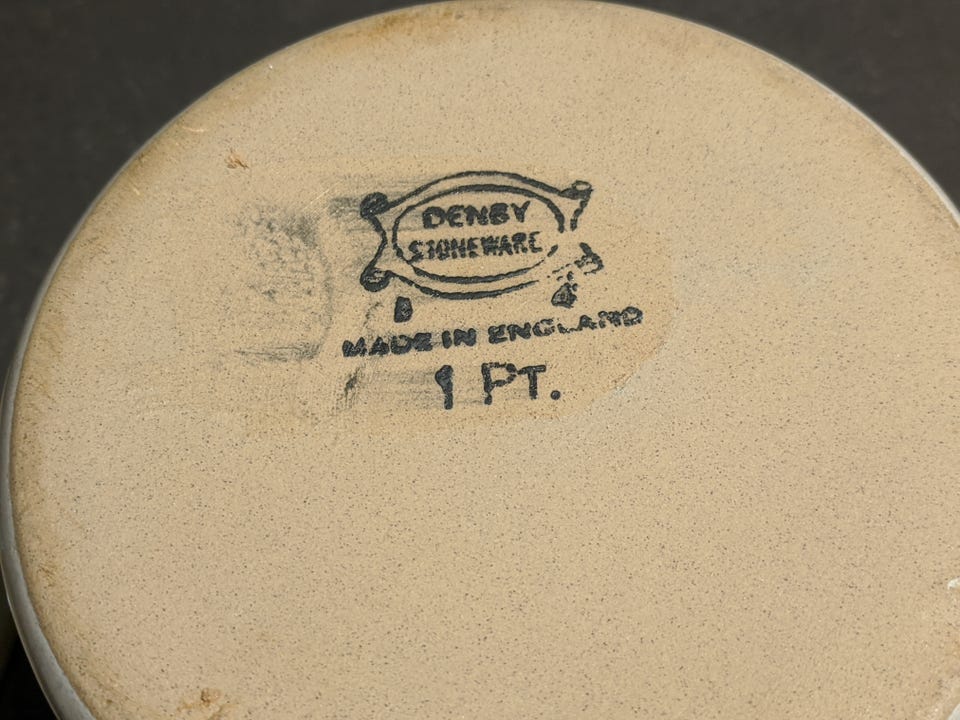 DENBY
STONEWARE
MADE IN ENGLAND
1 PT.